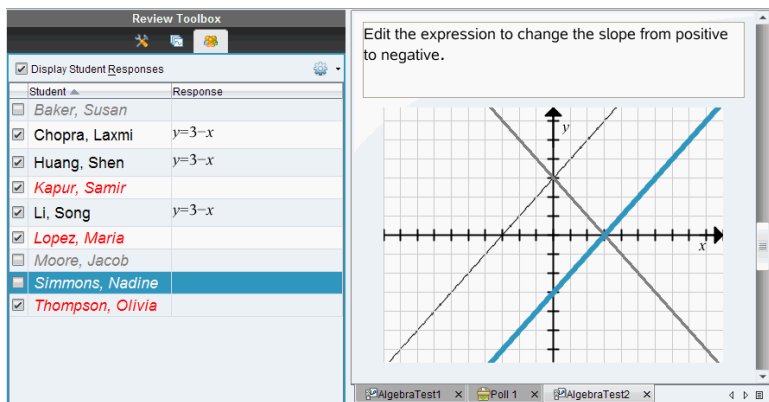 Review Toolbox
Display Student Responses
Student Response
Baker, Susan
Chopra, Laxmi y=3−x
Huang, Shen y=3−x
Kapur, Samir
Li, Song y=3−x
Lopez, Maria
Moore, Jacob
Simmons, Nadine
Thompson, Olivia
Edit the expression to change the slope from positive
to negative.
y
x
AlgebraTest1 Poll 1 AlgebraTest2